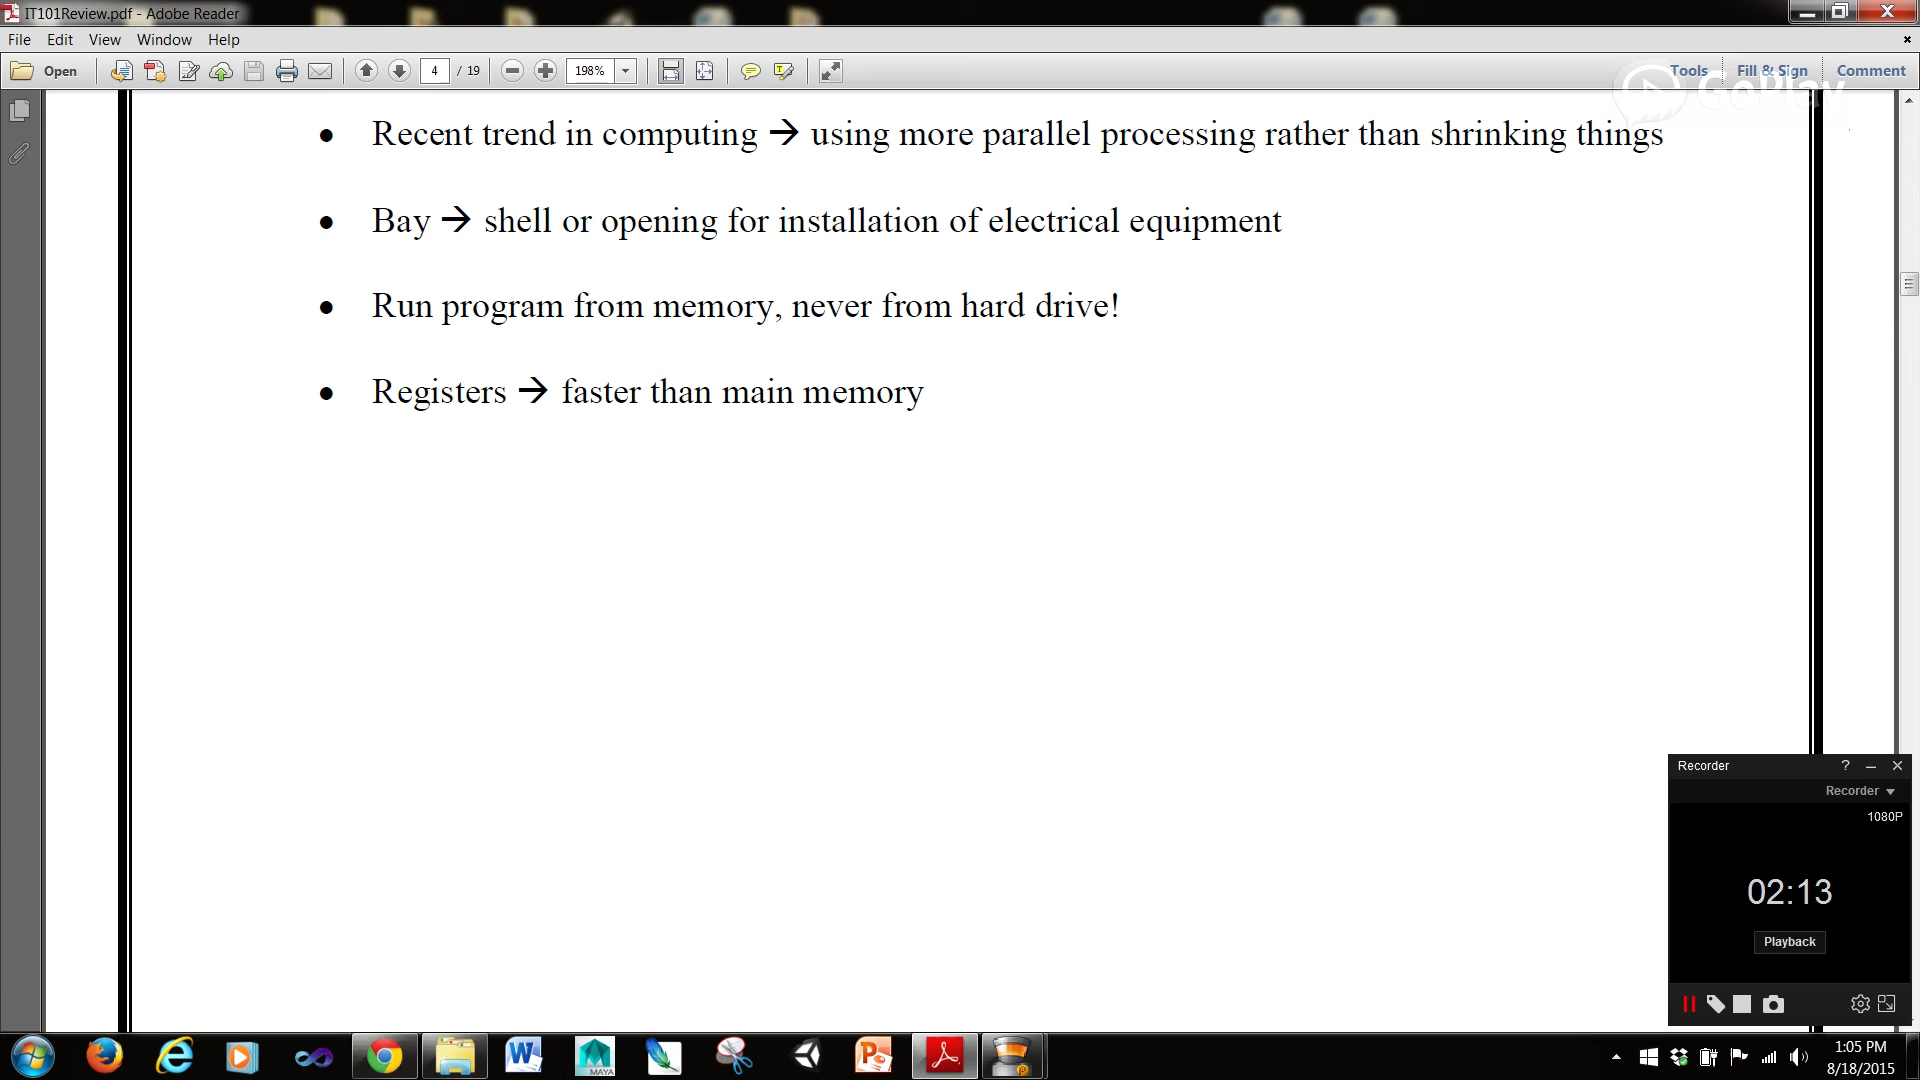 IT101Review.pdf - Adobe Reader
File Edit View Window Help
Open 4 / 19 198% Tools Fill & Sign Comment
GoPlay
• Recent trend in computing → using more parallel processing rather than shrinking things
• Bay → shell or opening for installation of electrical equipment
• Run program from memory, never from hard drive!
• Registers → faster than main memory
Recorder ?
Recorder
1080P
02:13
Playback
MAYA
1:05 PM
8/18/2015